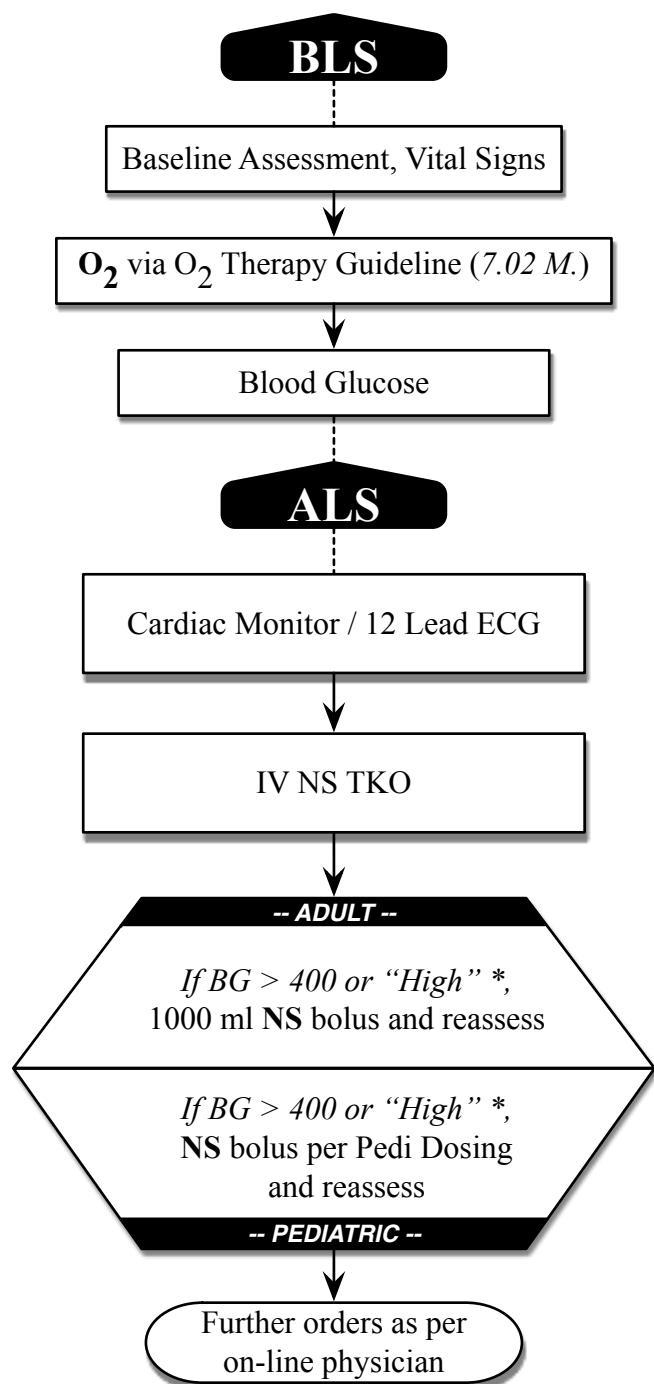 BLS
Baseline Assessment, Vital Signs
O2 via O2 Therapy Guideline (7.02 M.)
Blood Glucose
ALS
Cardiac Monitor / 12 Lead ECG
IV NS TKO
-- ADULT --
If BG > 400 or “High” *,
1000 ml NS bolus and reassess
If BG > 400 or “High” *,
NS bolus per Pedi Dosing
and reassess
-- PEDIATRIC --
Further orders as per
on-line physician